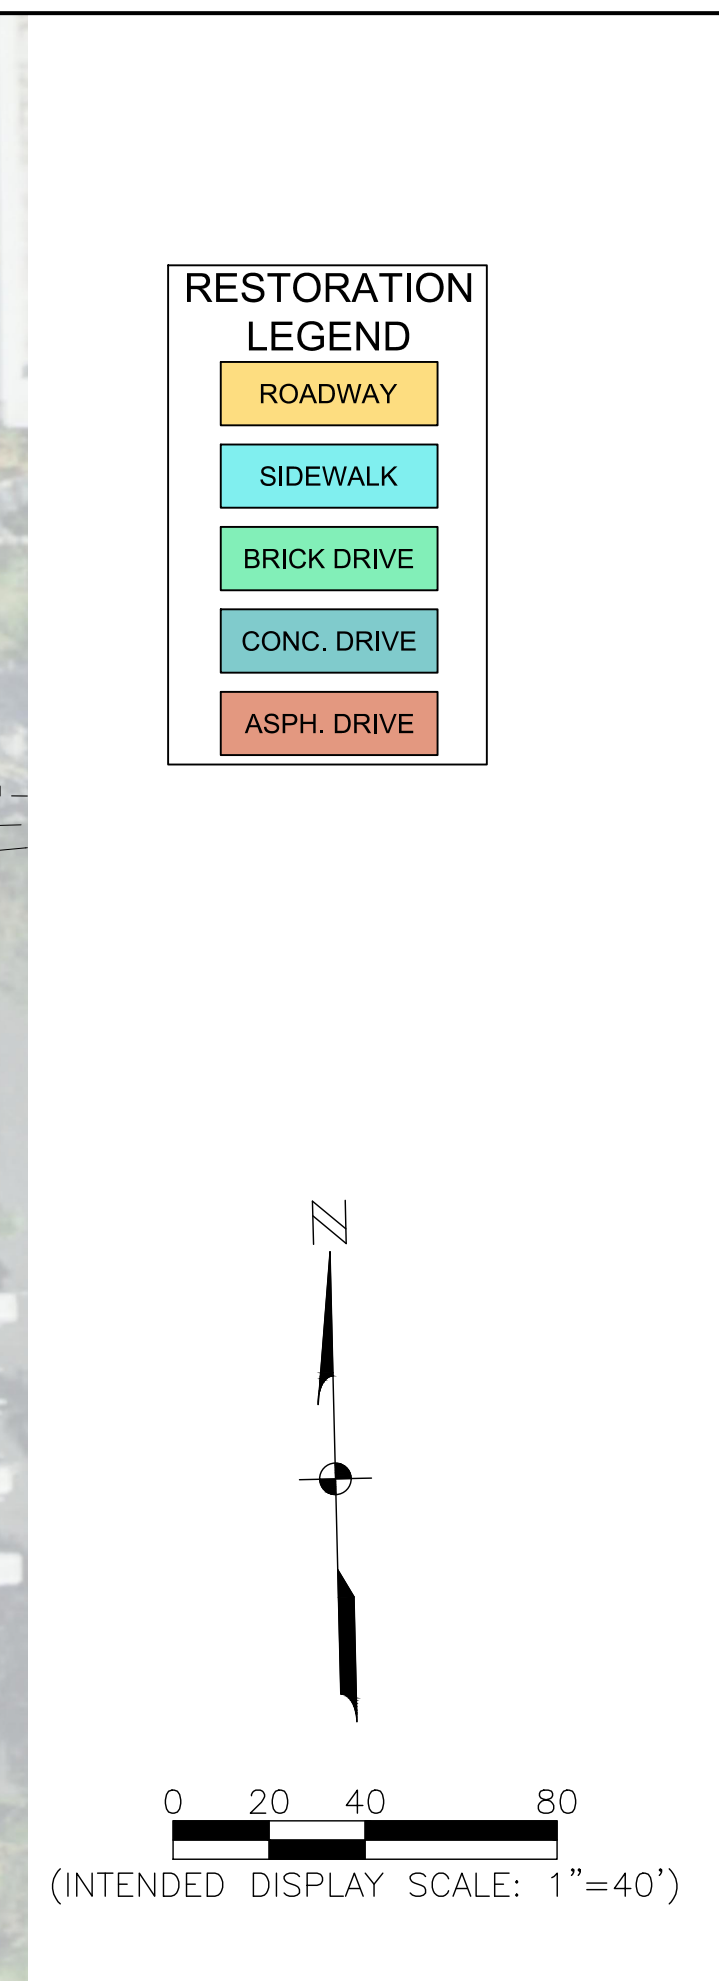 RESTORATION
LEGEND
ROADWAY
SIDEWALK
BRICK DRIVE
CONC. DRIVE
ASPH. DRIVE
N
0 20 40 80
(INTENDED DISPLAY SCALE: 1"=40')